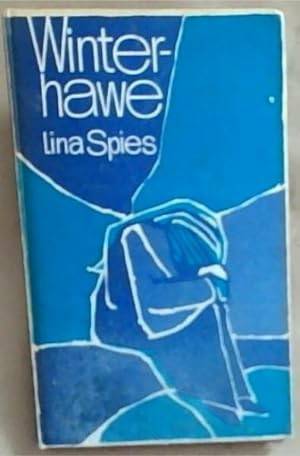 Winter-
hawe
Lina Spies